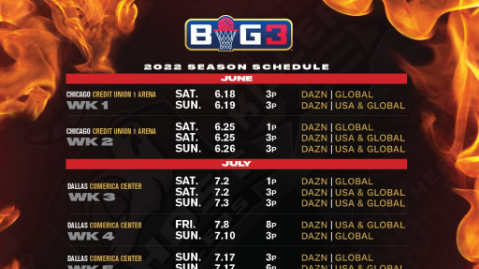 BIG3
2022 SEASON SCHEDULE
JUNE
CHICAGO CREDIT UNION 1 ARENA
WK 1
SAT. 6.18 3P DAZN | GLOBAL
SUN. 6.19 3P DAZN | USA & GLOBAL
CHICAGO CREDIT UNION 1 ARENA
WK 2
SAT. 6.25 1P DAZN | GLOBAL
SAT. 6.25 3P DAZN | USA & GLOBAL
SUN. 6.26 3P DAZN | USA & GLOBAL
JULY
DALLAS COMERICA CENTER
WK 3
SAT. 7.2 1P DAZN | GLOBAL
SAT. 7.2 3P DAZN | USA & GLOBAL
SUN. 7.3 3P DAZN | USA & GLOBAL
DALLAS COMERICA CENTER
WK 4
FRI. 7.8 8P DAZN | USA & GLOBAL
SUN. 7.10 3P DAZN | GLOBAL
DALLAS COMERICA CENTER
WK 5
SUN. 7.17 3P DAZN | GLOBAL
SUN. 7.17 DAZN | USA & GLOBAL